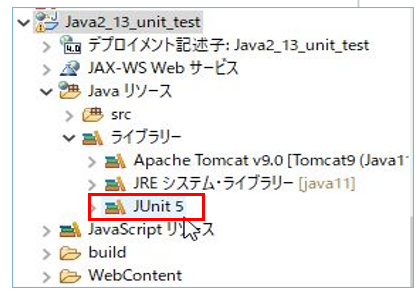 Java2_13_unit_test
デプロイメント記述子: Java2_13_unit_test
JAX-WS Web サービス
Java リソース
src
ライブラリー
Apache Tomcat v9.0 [Tomcat9 (Java11
JRE システム・ライブラリー [java11]
JUnit 5
JavaScript リソース
build
WebContent